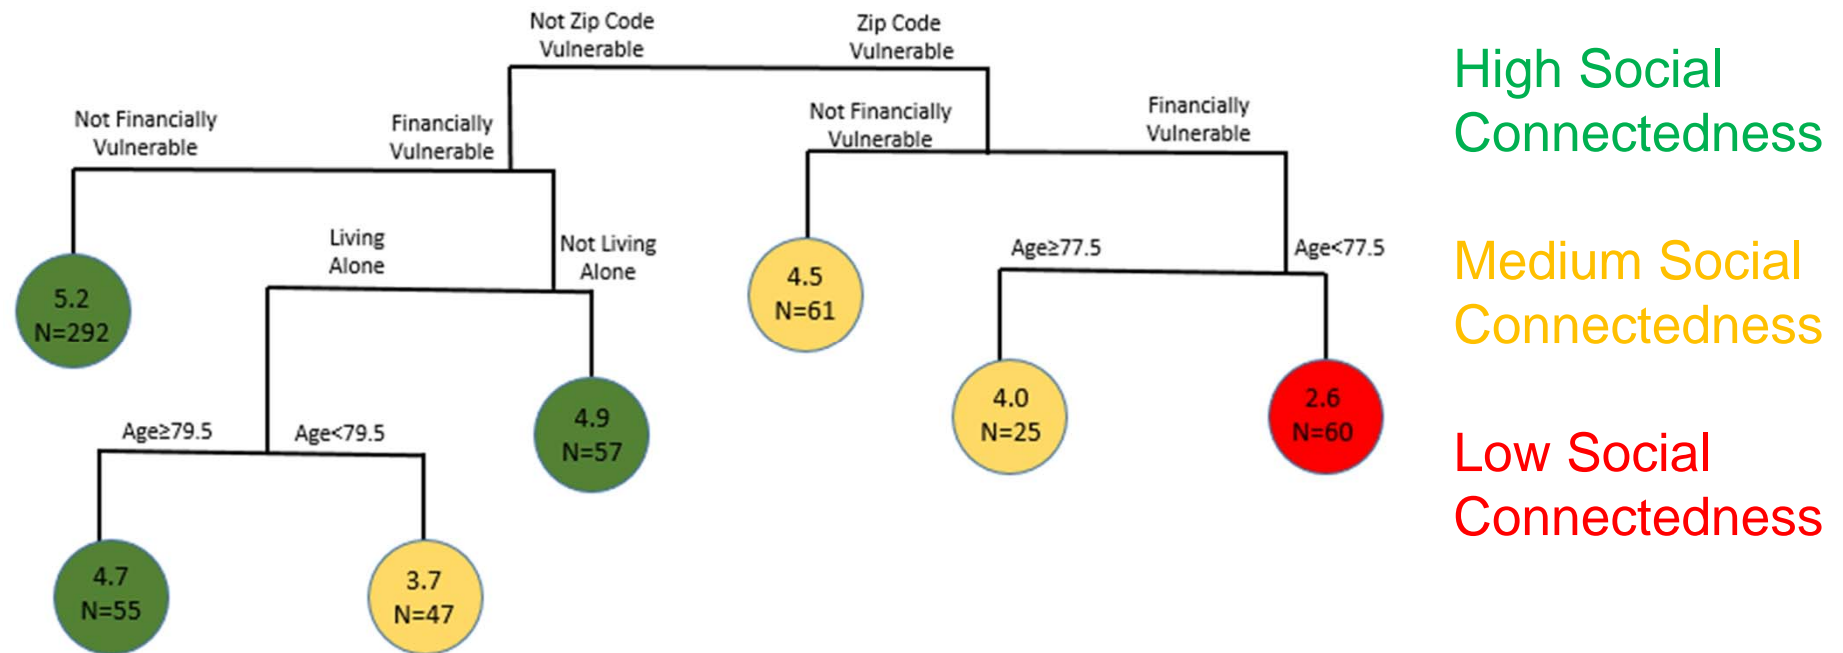 Not Zip Code
Vulnerable
Zip Code
Vulnerable
Not Financially
Vulnerable
Financially
Vulnerable
Not Financially
Vulnerable
Financially
Vulnerable
Living
Alone
Not Living
Alone
Age≥77.5
Age<77.5
5.2
N=292
4.5
N=61
4.0
N=25
2.6
N=60
4.9
N=57
Age≥79.5
Age<79.5
4.7
N=55
3.7
N=47
High Social
Connectedness
Medium Social
Connectedness
Low Social
Connectedness